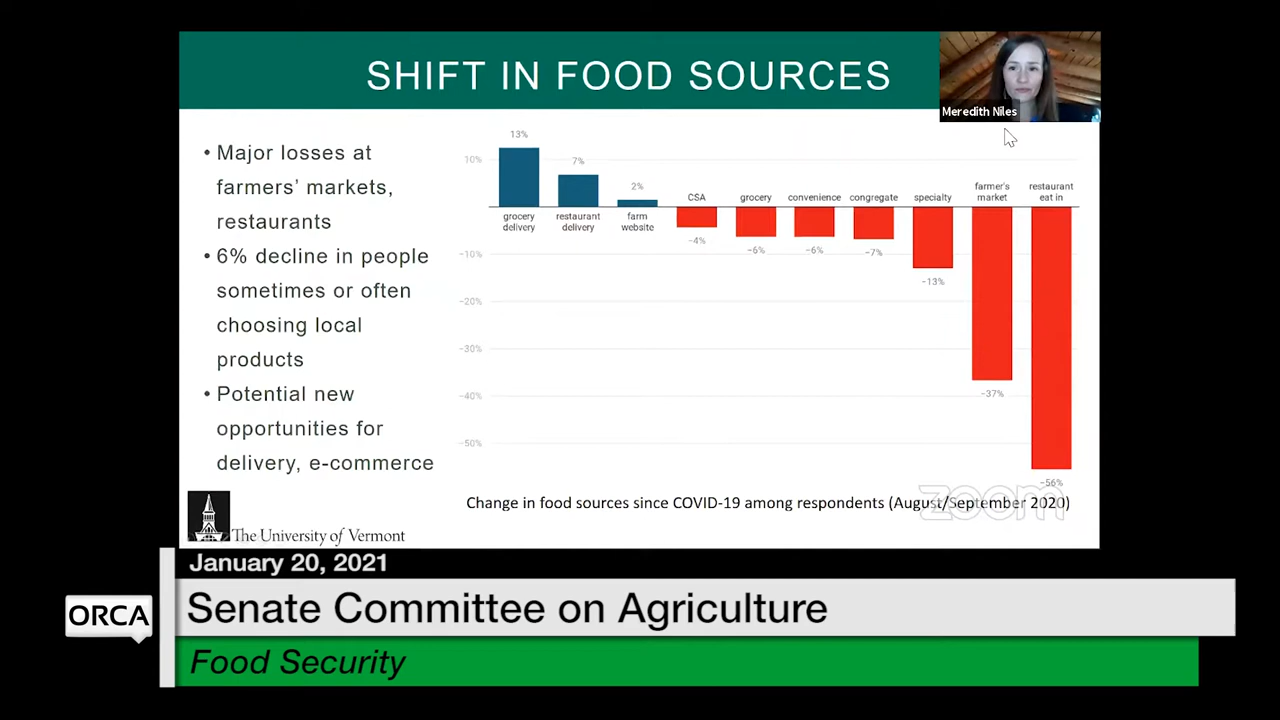 SHIFT IN FOOD SOURCES
Meredith Niles
• Major losses at
farmers’ markets,
restaurants
• 6% decline in people
sometimes or often
choosing local
products
• Potential new
opportunities for
delivery, e-commerce
13%
7%
2%
10%
CSA
grocery
convenience
congregate
specialty
farmer's
market
restaurant
eat in
grocery
delivery
restaurant
delivery
farm
website
−4%
−6%
−6%
−7%
−13%
−37%
−56%
−10%
−20%
−30%
−40%
−50%
Change in food sources since COVID-19 among respondents (August/September 2020)
zoom
The University of Vermont
January 20, 2021
ORCA
Senate Committee on Agriculture
Food Security